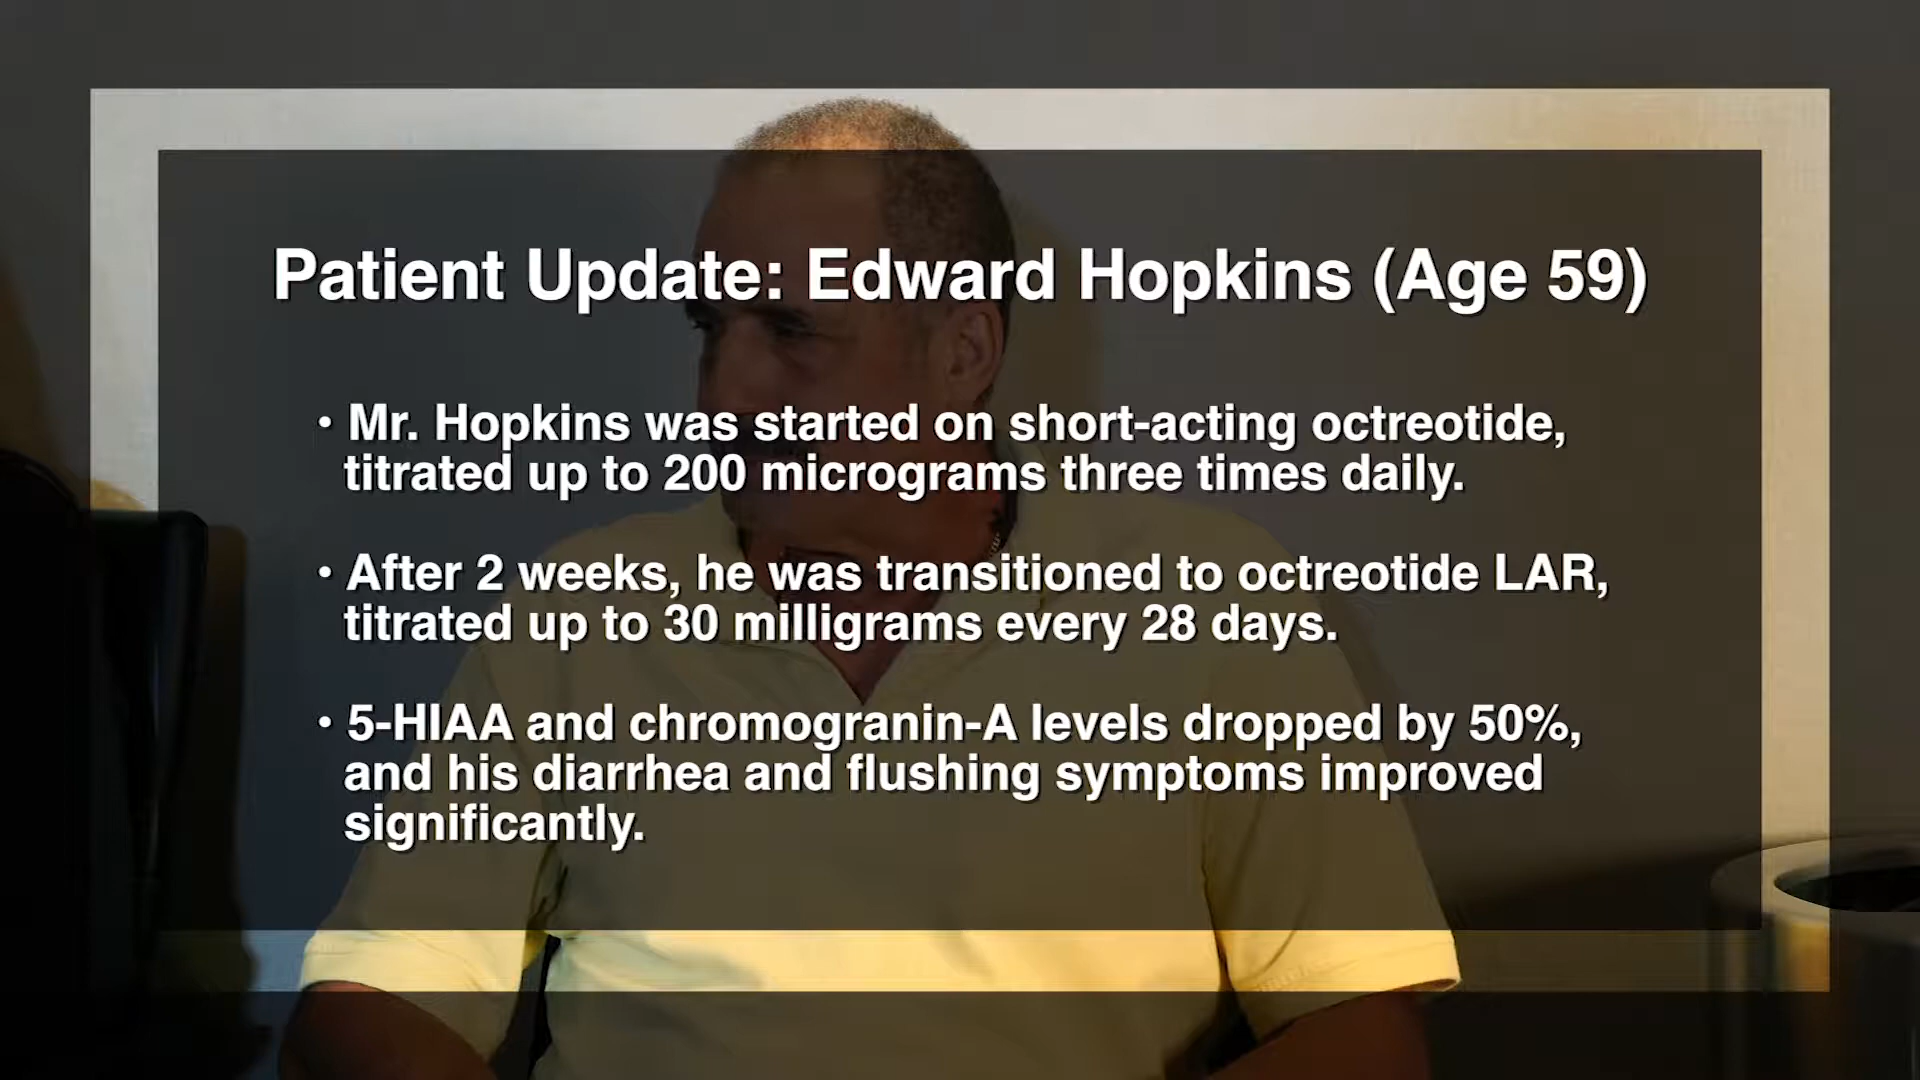 Patient Update: Edward Hopkins (Age 59)
• Mr. Hopkins was started on short-acting octreotide,
titrated up to 200 micrograms three times daily.
• After 2 weeks, he was transitioned to octreotide LAR,
titrated up to 30 milligrams every 28 days.
• 5-HIAA and chromogranin-A levels dropped by 50%,
and his diarrhea and flushing symptoms improved
significantly.